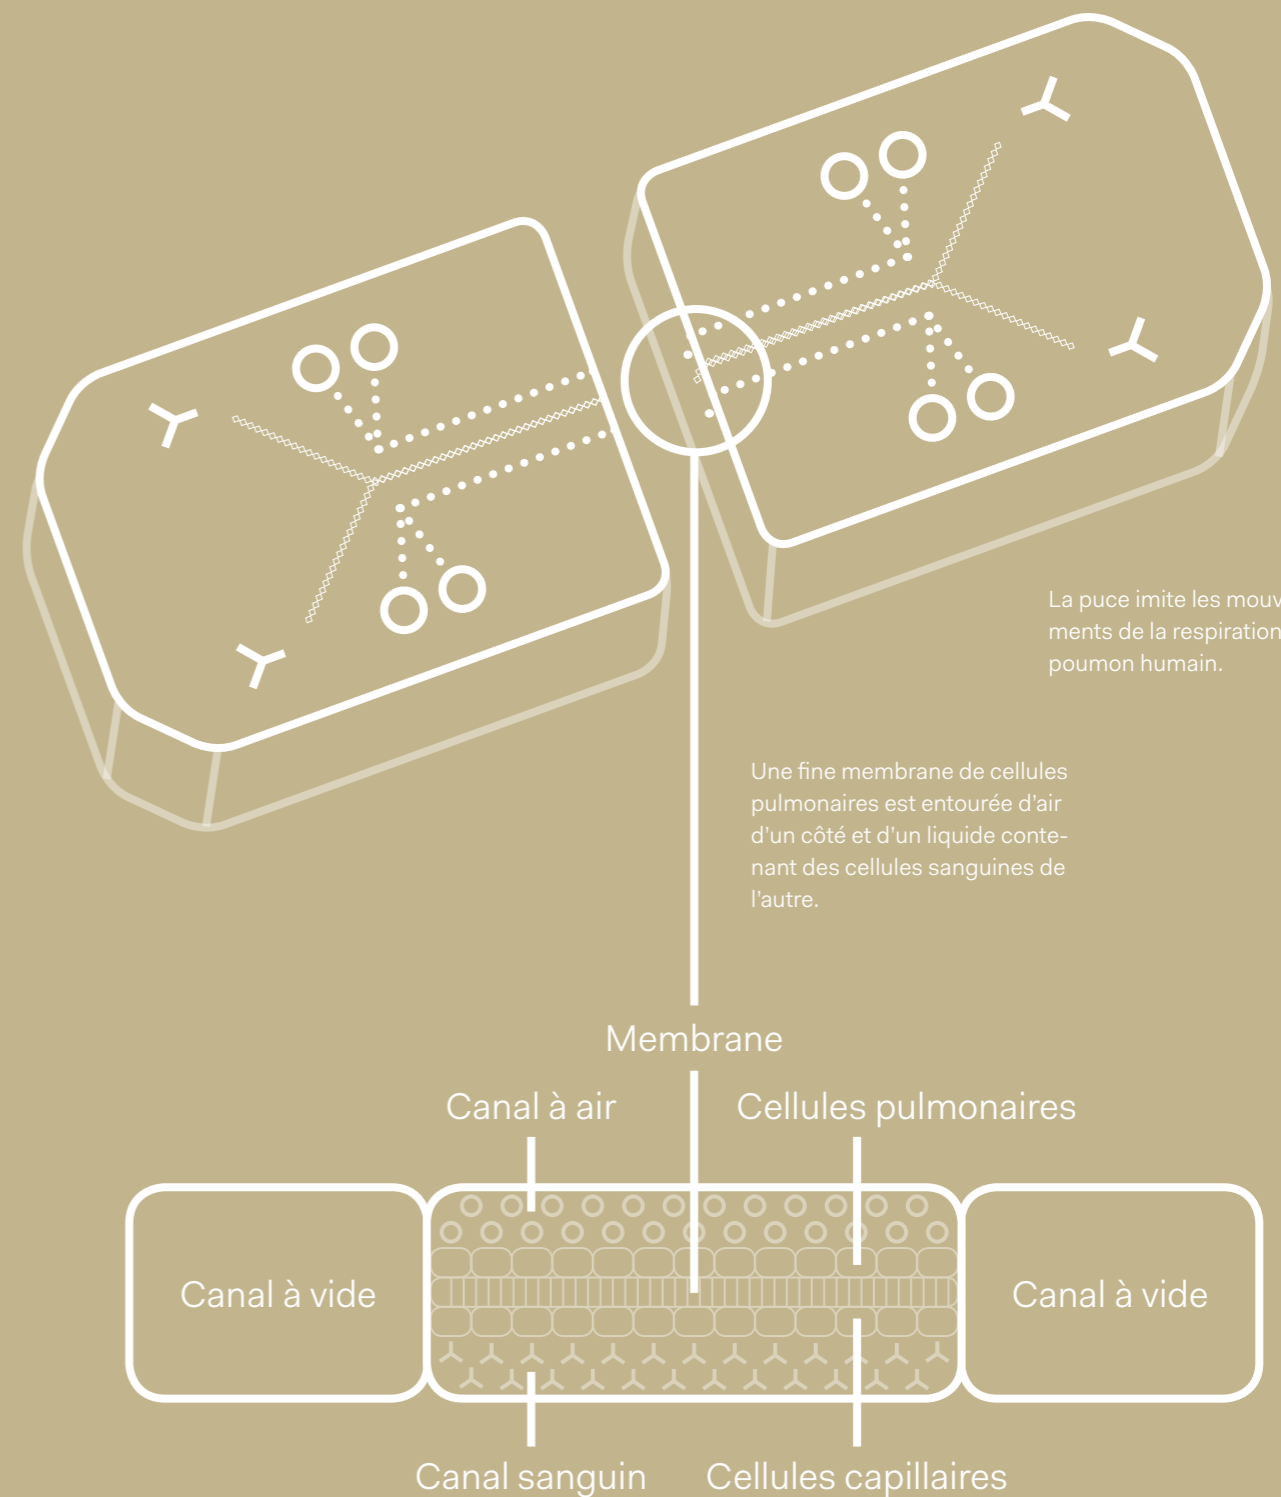 La puce imite les mouv
ments de la respiration
poumon humain.
Une fine membrane de cellules
pulmonaires est entourée d'air
d'un côté et d'un liquide conte-
nant des cellules sanguines de
l'autre.
Membrane
Canal à air
Cellules pulmonaires
Canal à vide
Canal à vide
Canal sanguin
Cellules capillaires